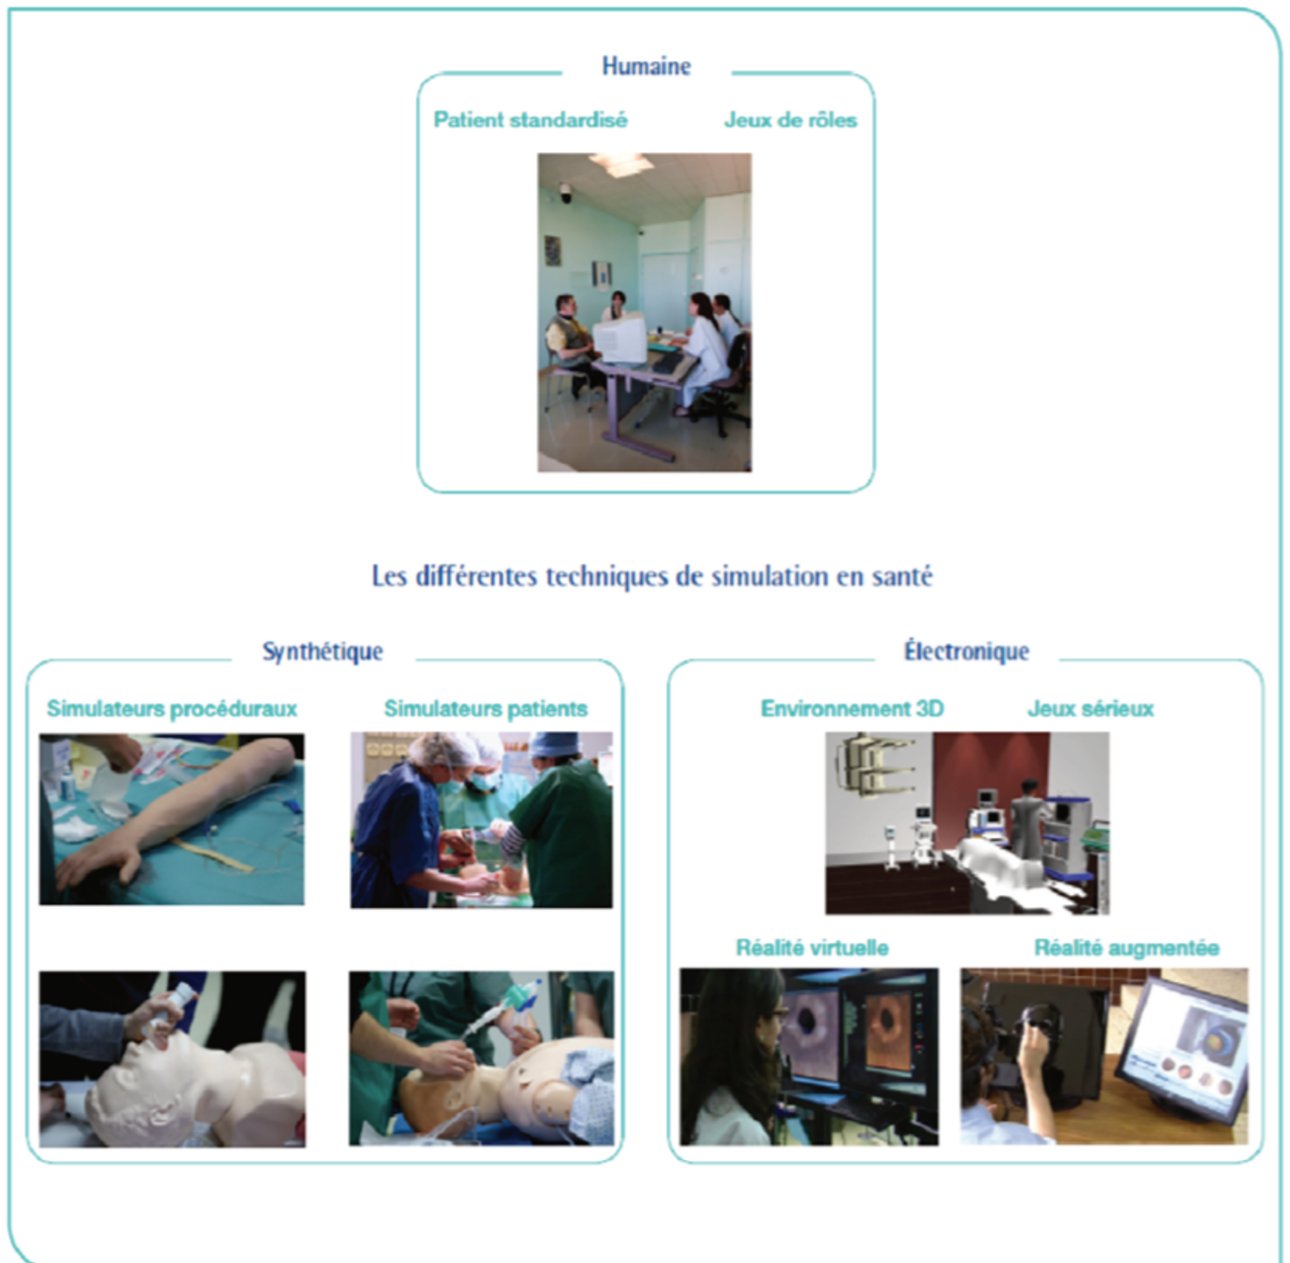 Humaine
Patient standardisé Jeux de rôles
Les différentes techniques de simulation en santé
Synthétique
Simulateurs procéduraux Simulateurs patients
Électronique
Environnement 3D Jeux sérieux
Réalité virtuelle Réalité augmentée